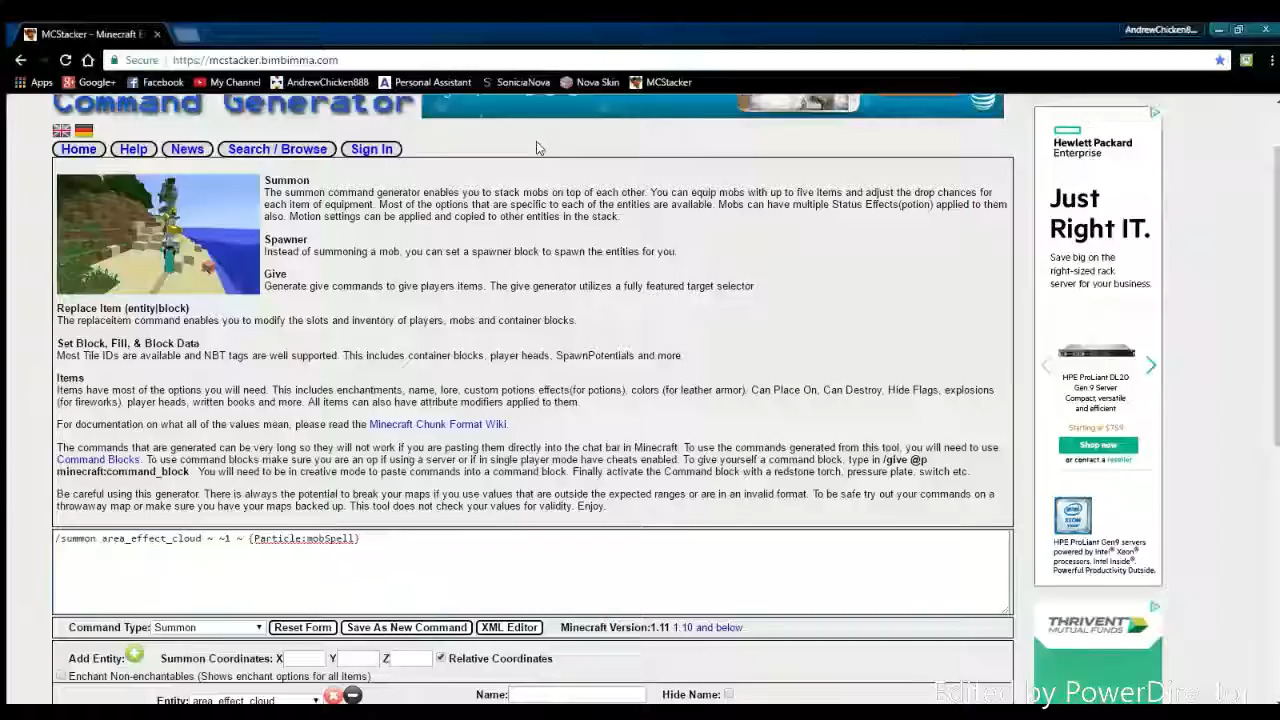 MCStacker – Minecraft E
AndrewChicken8...
Secure
https://mcstacker.bimbimma.com
Apps
Google+
Facebook
My Channel
AndrewChicken888
Personal Assistant
SonicaNova
Nova Skin
MCStacker
Command Generator
Home
Help
News
Search / Browse
Sign In
Summon
The summon command generator enables you to stack mobs on top of each other. You can equip mobs with up to five items and adjust the drop chances for
each item of equipment. Most of the options that are specific to each of the entities are available. Mobs can have multiple Status Effects(potion) applied to them
also. Motion settings can be applied and copied to other entities in the stack.
Spawner
Instead of summoning a mob, you can set a spawner block to spawn the entities for you.
Give
Generate give commands to give players items. The give generator utilizes a fully featured target selector
Replace Item (entity|block)
The replaceitem command enables you to modify the slots and inventory of players, mobs and container blocks.
Set Block, Fill, & Block Data
Most Tile IDs are available and NBT tags are well supported. This includes container blocks, player heads, SpawnPotentials and more
Items
Items have most of the options you will need. This includes enchantments, name, lore, custom potions effects(for potions), colors (for leather armor), Can Place On, Can Destroy, Hide Flags, explosions
(for fireworks), player heads, written books and more. All items can also have attribute modifiers applied to them.
For documentation on what all of the values mean, please read the Minecraft Chunk Format Wiki.
The commands that are generated can be very long so they will not work if you are pasting them directly into the chat bar in Minecraft. To use the commands generated from this tool, you will need to use
Command Blocks. To use command blocks make sure you are an op if using a server or if in single player mode have cheats enabled. To give yourself a command block, type in /give @p
minecraft:command_block You will need to be in creative mode to paste commands into a command block. Finally activate the Command block with a redstone torch, pressure plate, switch etc.
Be careful using this generator. There is always the potential to break your maps if you use values that are outside the expected ranges or are in an invalid format. To be safe try out your commands on a
throwaway map or make sure you have your maps backed up. This tool does not check your values for validity. Enjoy.
/summon area_effect_cloud ~ ~1 ~ {Particle:mobSpell}
Command Type: Summon
Reset Form
Save As New Command
XML Editor
Minecraft Version:1.11 1.10 and below
Add Entity:
Summon Coordinates: X
Y
Z
Relative Coordinates
Enchant Non-enchantables (Shows enchant options for all items)
Entity: area_effect_cloud
Name:
Hide Name:
Hewlett Packard
Enterprise
Just
Right IT.
Save big on the
right-sized rack
server for your business.
HPE ProLiant DL20
Gen 9 Server
Compact, versatile
and efficient
Starting at $759
Shop now
or contact a reseller
intel
XEON
inside
HPE ProLiant Gen9 servers
powered by Intel® Xeon®
processors. Intel Inside®.
Powerful Productivity Outside.
THRIVENT
MUTUAL FUNDS
Edited by PowerDirector